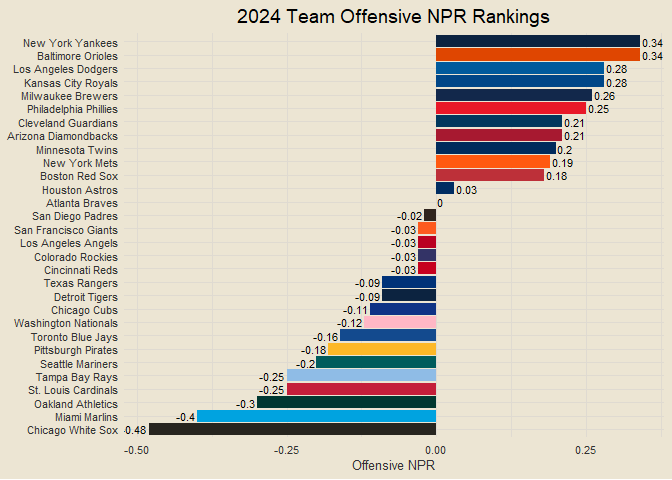 2024 Team Offensive NPR Rankings
New York Yankees 0.34
Baltimore Orioles 0.34
Los Angeles Dodgers 0.28
Kansas City Royals 0.28
Milwaukee Brewers 0.26
Philadelphia Phillies 0.25
Cleveland Guardians 0.21
Arizona Diamondbacks 0.21
Minnesota Twins 0.2
New York Mets 0.19
Boston Red Sox 0.18
Houston Astros 0.03
Atlanta Braves 0
San Diego Padres -0.02
San Francisco Giants -0.03
Los Angeles Angels -0.03
Colorado Rockies -0.03
Cincinnati Reds -0.03
Texas Rangers -0.09
Detroit Tigers -0.09
Chicago Cubs -0.11
Washington Nationals -0.12
Toronto Blue Jays -0.16
Pittsburgh Pirates -0.18
Seattle Mariners -0.2
Tampa Bay Rays -0.25
St. Louis Cardinals -0.25
Oakland Athletics -0.3
Miami Marlins -0.4
Chicago White Sox -0.48
-0.50 -0.25 0.00 0.25
Offensive NPR